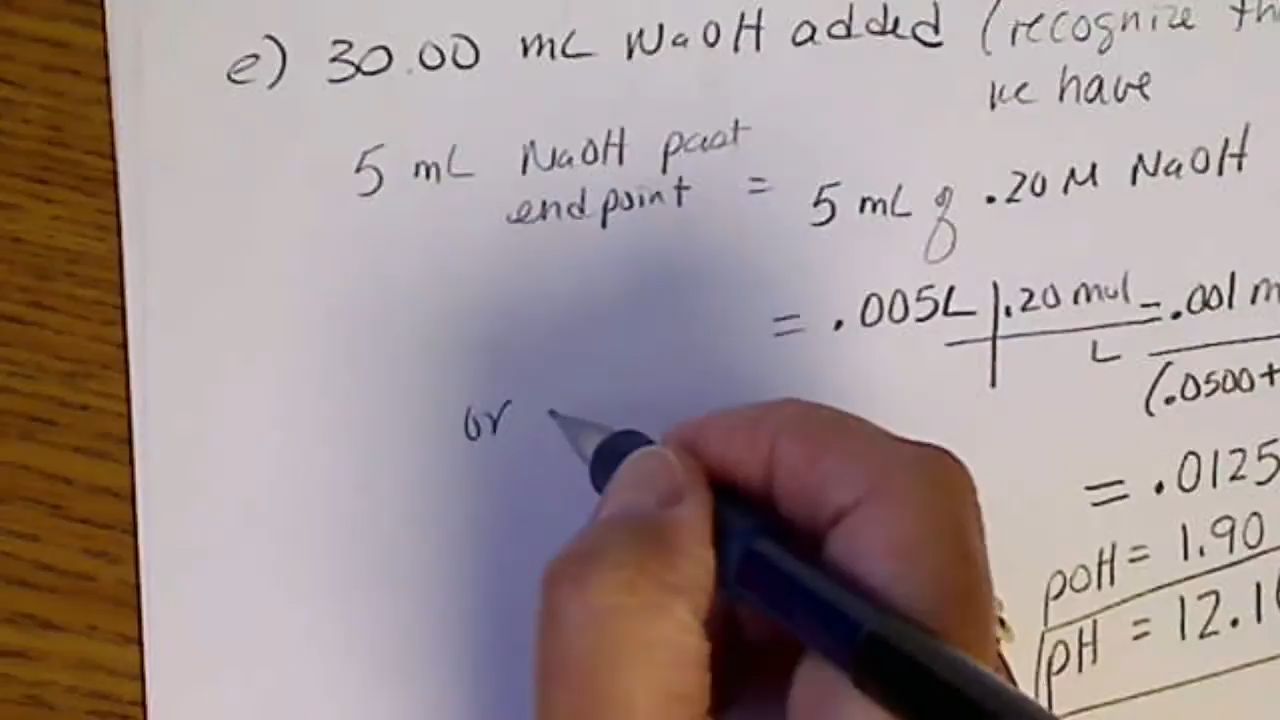 e) 30.00 mL NaOH added (recognize th
we have
5 mL NaOH past
endpoint = 5 mL of .20 M NaOH
= .005L | .20 mol = .001 m
L (.0500+
or
= .0125
pOH = 1.90
pH = 12.10